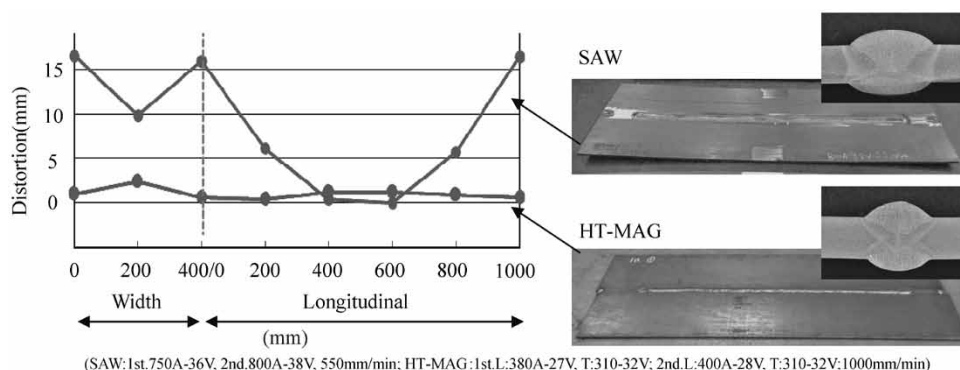 SAW
15
10
5
0
Distortion(mm)
0 200 400/0 200 400 600 800 1000
Width Longitudinal
(mm)
HT-MAG
(SAW:1st.750A-36V, 2nd.800A-38V, 550mm/min; HT-MAG:1st.L:380A-27V, T:310-32V; 2nd.L:400A-28V, T:310-32V;1000mm/min)